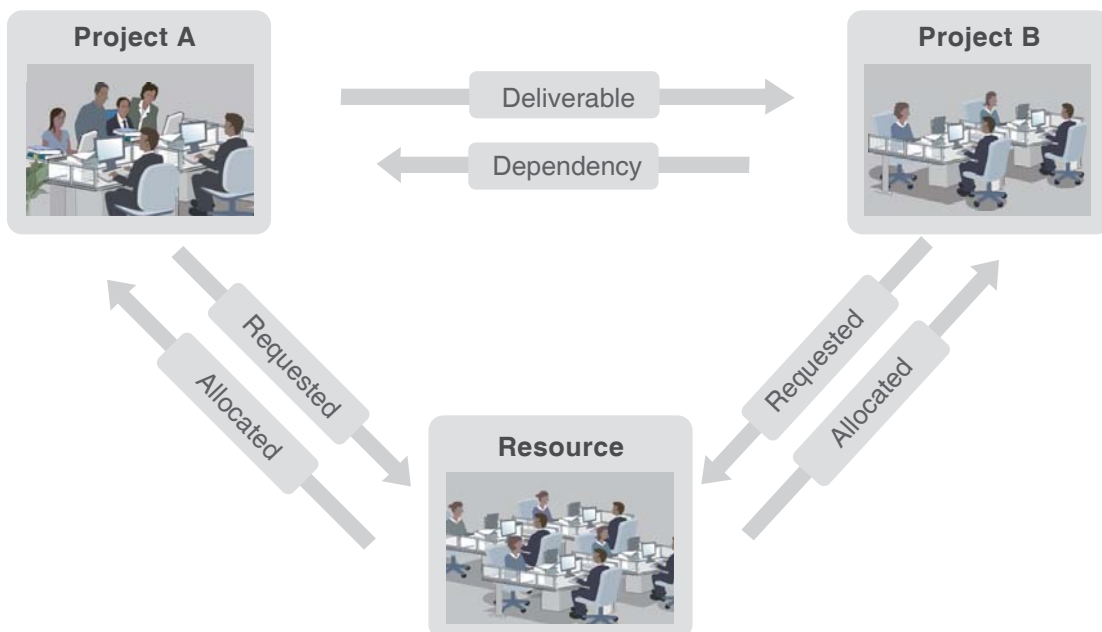 Project A
Project B
Deliverable
Dependency
Requested
Allocated
Requested
Allocated
Resource